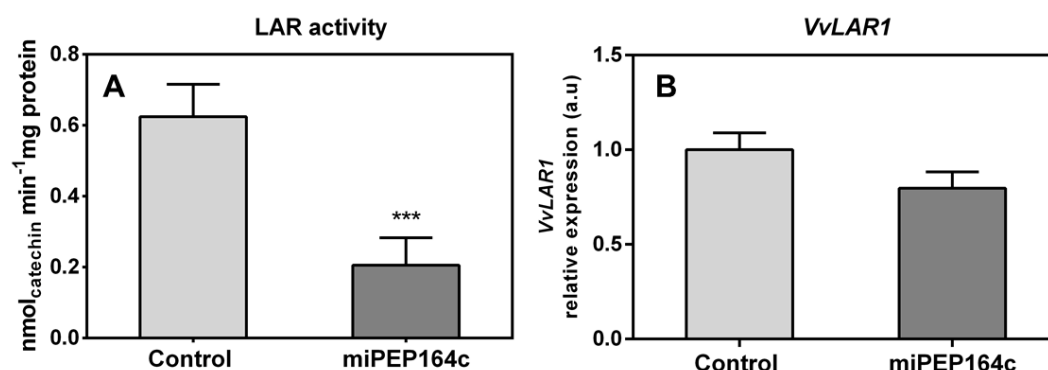 LAR activity
A
nmolcatechin min-1mg protein
0.8
0.6
0.4
0.2
0.0
***
Control
miPEP164c
VvLAR1
B
VvLAR1
relative expression (a.u)
1.5
1.0
0.5
0.0
Control
miPEP164c